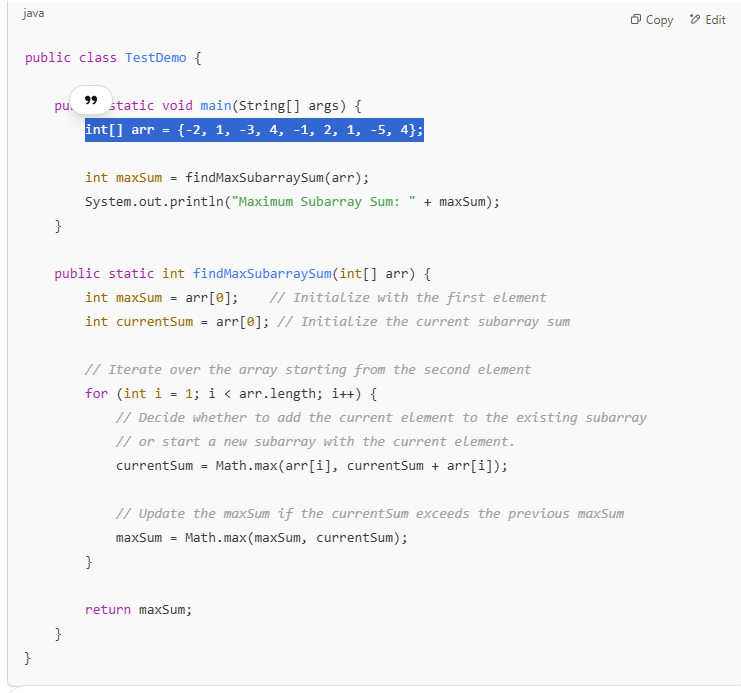 java
Copy Edit
public class TestDemo {
pu static void main(String[] args) {
int[] arr = {-2, 1, -3, 4, -1, 2, 1, -5, 4};
int maxSum = findMaxSubarraySum(arr);
System.out.println("Maximum Subarray Sum: " + maxSum);
}
public static int findMaxSubarraySum(int[] arr) {
int maxSum = arr[0]; // Initialize with the first element
int currentSum = arr[0]; // Initialize the current subarray sum
// Iterate over the array starting from the second element
for (int i = 1; i < arr.length; i++) {
// Decide whether to add the current element to the existing subarray
// or start a new subarray with the current element.
currentSum = Math.max(arr[i], currentSum + arr[i]);
// Update the maxSum if the currentSum exceeds the previous maxSum
maxSum = Math.max(maxSum, currentSum);
}
return maxSum;
}
}